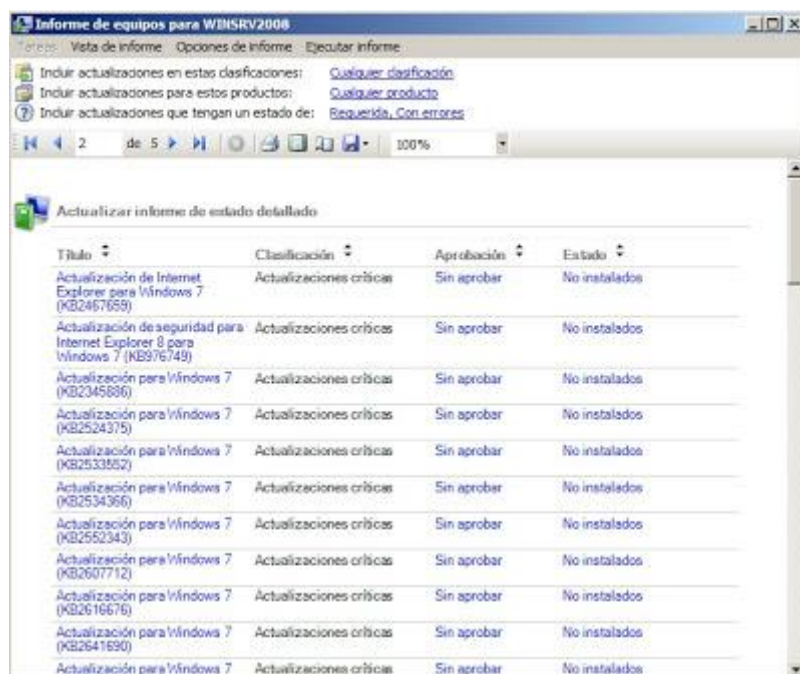 Informe de equipos para WINSRV2008
Tareas Vista de informe Opciones de informe Ejecutar informe
Incluir actualizaciones en estas clasificaciones: Cualquier clasificación
Incluir actualizaciones para estos productos: Cualquier producto
Incluir actualizaciones que tengan un estado de: Requerida, Con errores
2 de 5 100%
Actualizar informe de estado detallado
Título Clasificación Aprobación Estado
Actualización de Internet Actualizaciones críticas Sin aprobar No instalados
Explorer para Windows 7
(KB2467659)
Actualización de seguridad para Actualizaciones críticas Sin aprobar No instalados
Internet Explorer 8 para
Windows 7 (KB976749)
Actualización para Windows 7 Actualizaciones críticas Sin aprobar No instalados
(KB2345886)
Actualización para Windows 7 Actualizaciones críticas Sin aprobar No instalados
(KB2524375)
Actualización para Windows 7 Actualizaciones críticas Sin aprobar No instalados
(KB2533552)
Actualización para Windows 7 Actualizaciones críticas Sin aprobar No instalados
(KB2534366)
Actualización para Windows 7 Actualizaciones críticas Sin aprobar No instalados
(KB2552343)
Actualización para Windows 7 Actualizaciones críticas Sin aprobar No instalados
(KB2607712)
Actualización para Windows 7 Actualizaciones críticas Sin aprobar No instalados
(KB2616676)
Actualización para Windows 7 Actualizaciones críticas Sin aprobar No instalados
(KB2641690)
Actualización para Windows 7 Actualizaciones críticas Sin aprobar No instalados